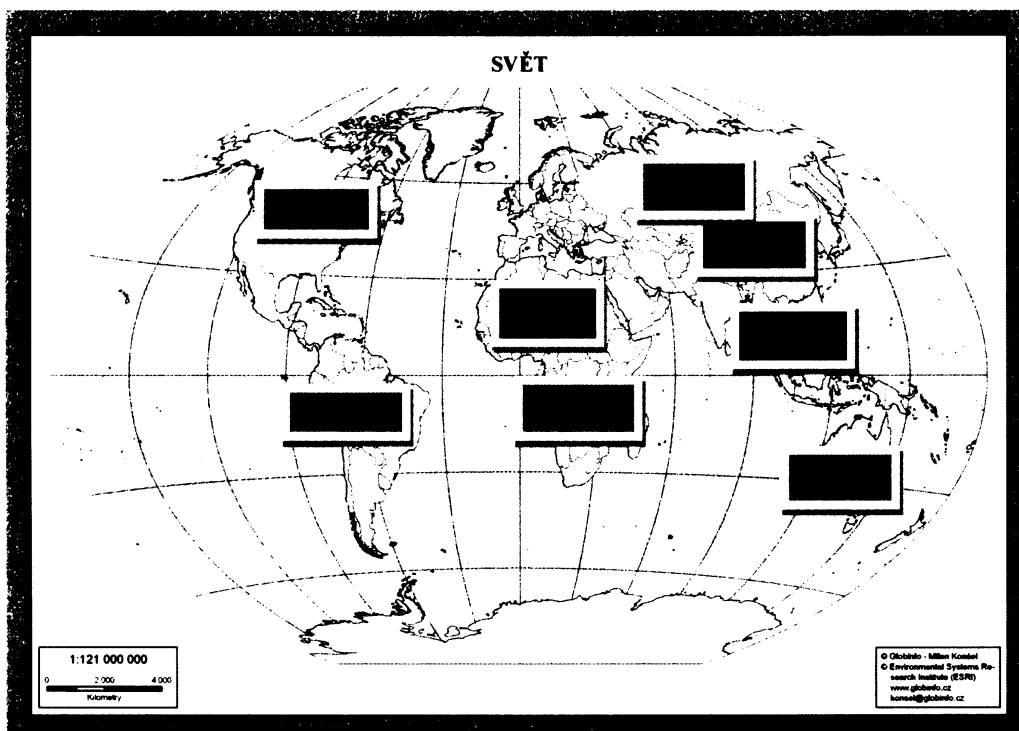 SVĚT
1:121 000 000
0 2 000 4 000
Kilometry
© Globinfo - Milan Konšel
© Environmental Systems Re-
search Institute (ESRI)
www.globinfo.cz
konsel@globinfo.cz